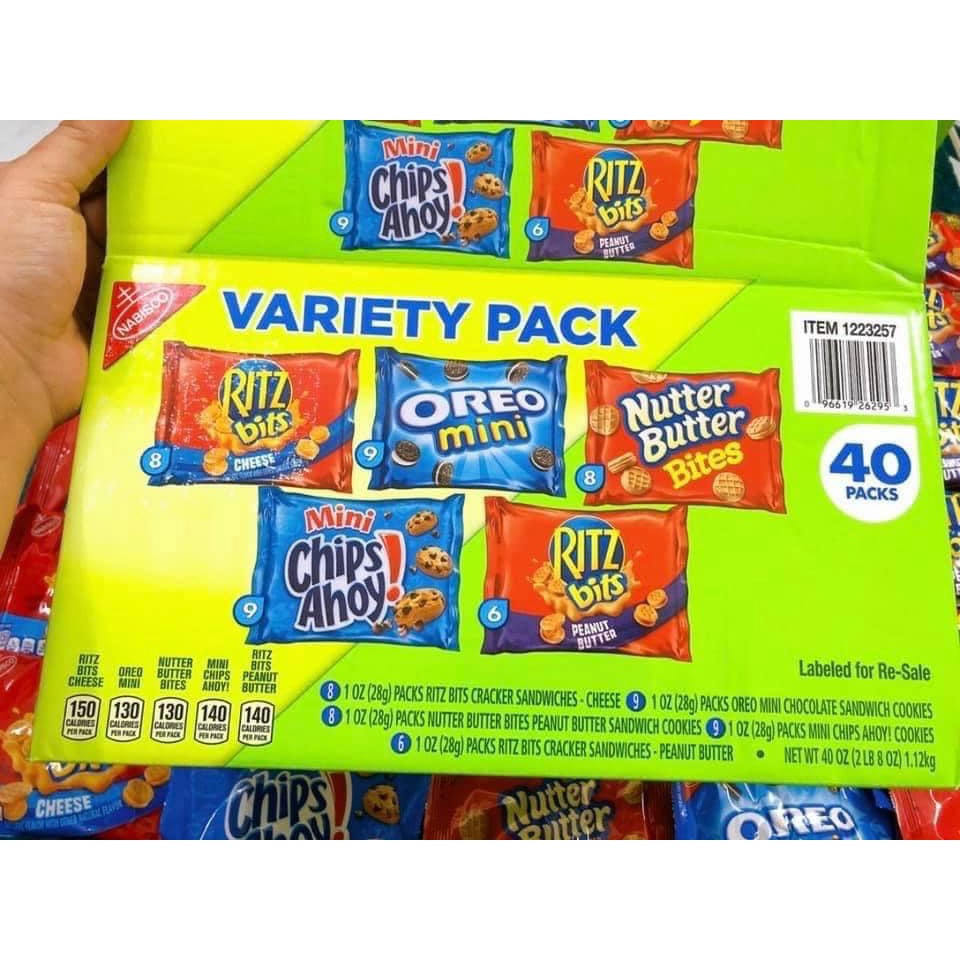 Mini
Chips
Ahoy!
9
RITZ
bits
PEANUT
BUTTER
6
NABISCO
VARIETY PACK
ITEM 1223257
0 96619 26295 3
RITZ
bits
CHEESE
8
OREO
mini
9
Nutter
Butter
Bites
8
40
PACKS
Mini
Chips
Ahoy!
9
RITZ
bits
PEANUT
BUTTER
6
Labeled for Re-Sale
RITZ
BITS
CHEESE
150
CALORIES
PER PACK
OREO
MINI
130
CALORIES
PER PACK
NUTTER
BUTTER
BITES
130
CALORIES
PER PACK
MINI
CHIPS
AHOY!
140
CALORIES
PER PACK
RITZ
BITS
PEANUT
BUTTER
140
CALORIES
PER PACK
8 1 OZ (28g) PACKS RITZ BITS CRACKER SANDWICHES - CHEESE 9 1 OZ (28g) PACKS OREO MINI CHOCOLATE SANDWICH COOKIES
8 1 OZ (28g) PACKS NUTTER BUTTER BITES PEANUT BUTTER SANDWICH COOKIES 9 1 OZ (28g) PACKS MINI CHIPS AHOY! COOKIES
6 1 OZ (28g) PACKS RITZ BITS CRACKER SANDWICHES - PEANUT BUTTER • NET WT 40 OZ (2 LB 8 OZ) 1.12kg
CHEESE
Chips
Nutter
Butter
OREO